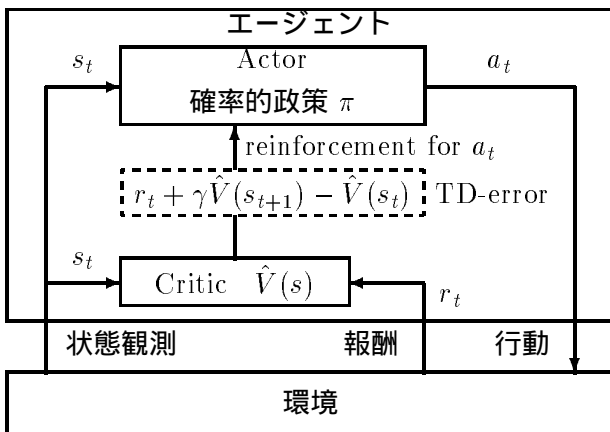 エージェント
s_t
Actor
a_t
確率的政策 π
reinforcement for a_t
r_t + γV̂(s_{t+1}) − V̂(s_t) TD-error
s_t
Critic V̂(s)
r_t
状態観測 報酬 行動
環境